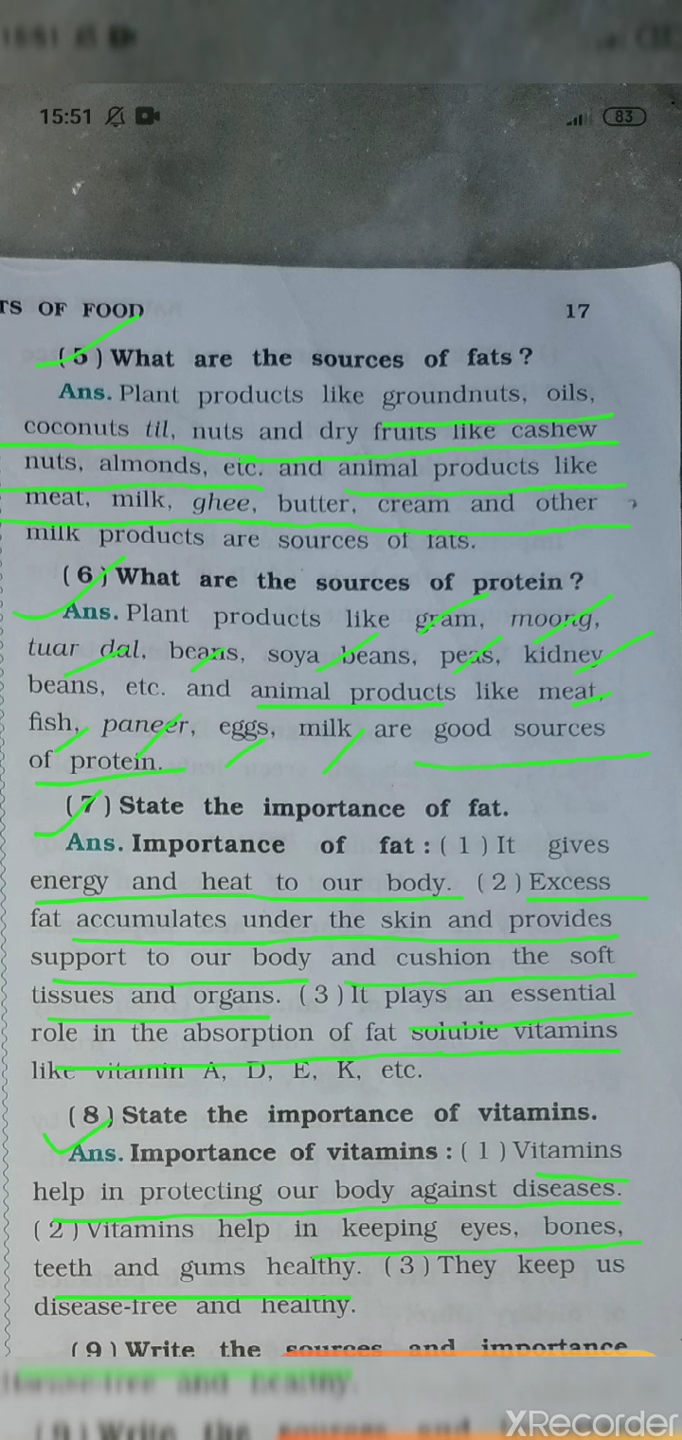 15:51
83
TS OF FOOD 17
(5) What are the sources of fats?
Ans. Plant products like groundnuts, oils,
coconuts til, nuts and dry fruits like cashew
nuts, almonds, etc. and animal products like
meat, milk, ghee, butter, cream and other
milk products are sources of fats.
(6) What are the sources of protein?
Ans. Plant products like gram, moong,
tuar dal, beans, soya beans, peas, kidney
beans, etc. and animal products like meat,
fish, paneer, eggs, milk are good sources
of protein.
(7) State the importance of fat.
Ans. Importance of fat : (1) It gives
energy and heat to our body. (2) Excess
fat accumulates under the skin and provides
support to our body and cushion the soft
tissues and organs. (3) It plays an essential
role in the absorption of fat soluble vitamins
like vitamin A, D, E, K, etc.
(8) State the importance of vitamins.
Ans. Importance of vitamins : (1) Vitamins
help in protecting our body against diseases.
(2) Vitamins help in keeping eyes, bones,
teeth and gums healthy. (3) They keep us
disease-free and healthy.
(9) Write the sources and importance
disease-free and healthy.
(9) Write the sources and
XRecorder